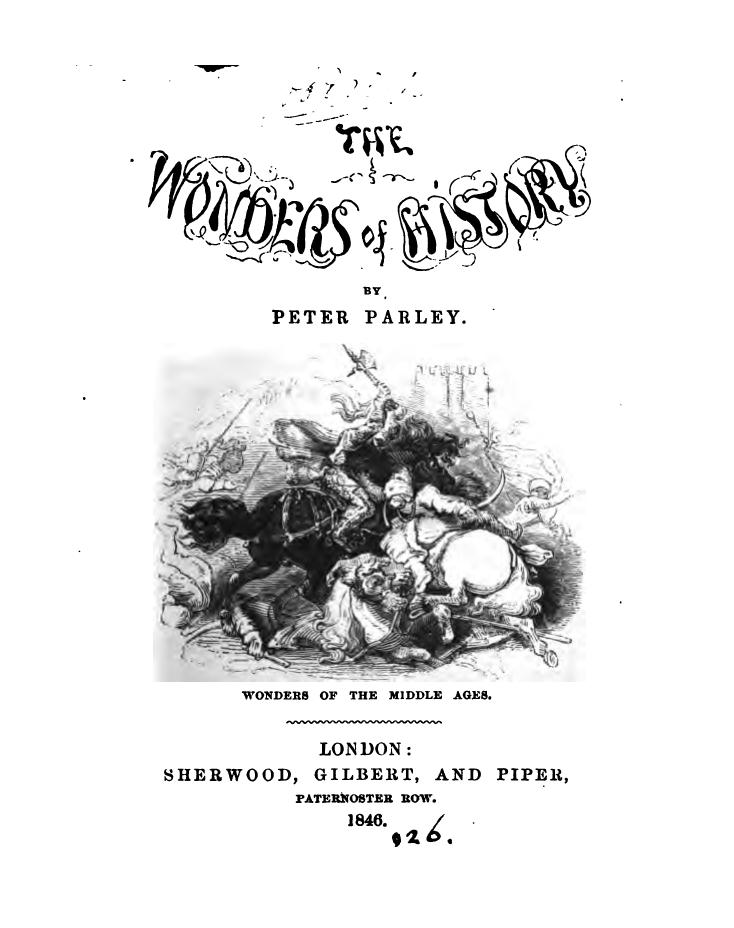 THE
WONDERS of HISTORY
BY
PETER PARLEY.
WONDERS OF THE MIDDLE AGES.
LONDON:
SHERWOOD, GILBERT, AND PIPER,
PATERNOSTER ROW.
1846.
926.